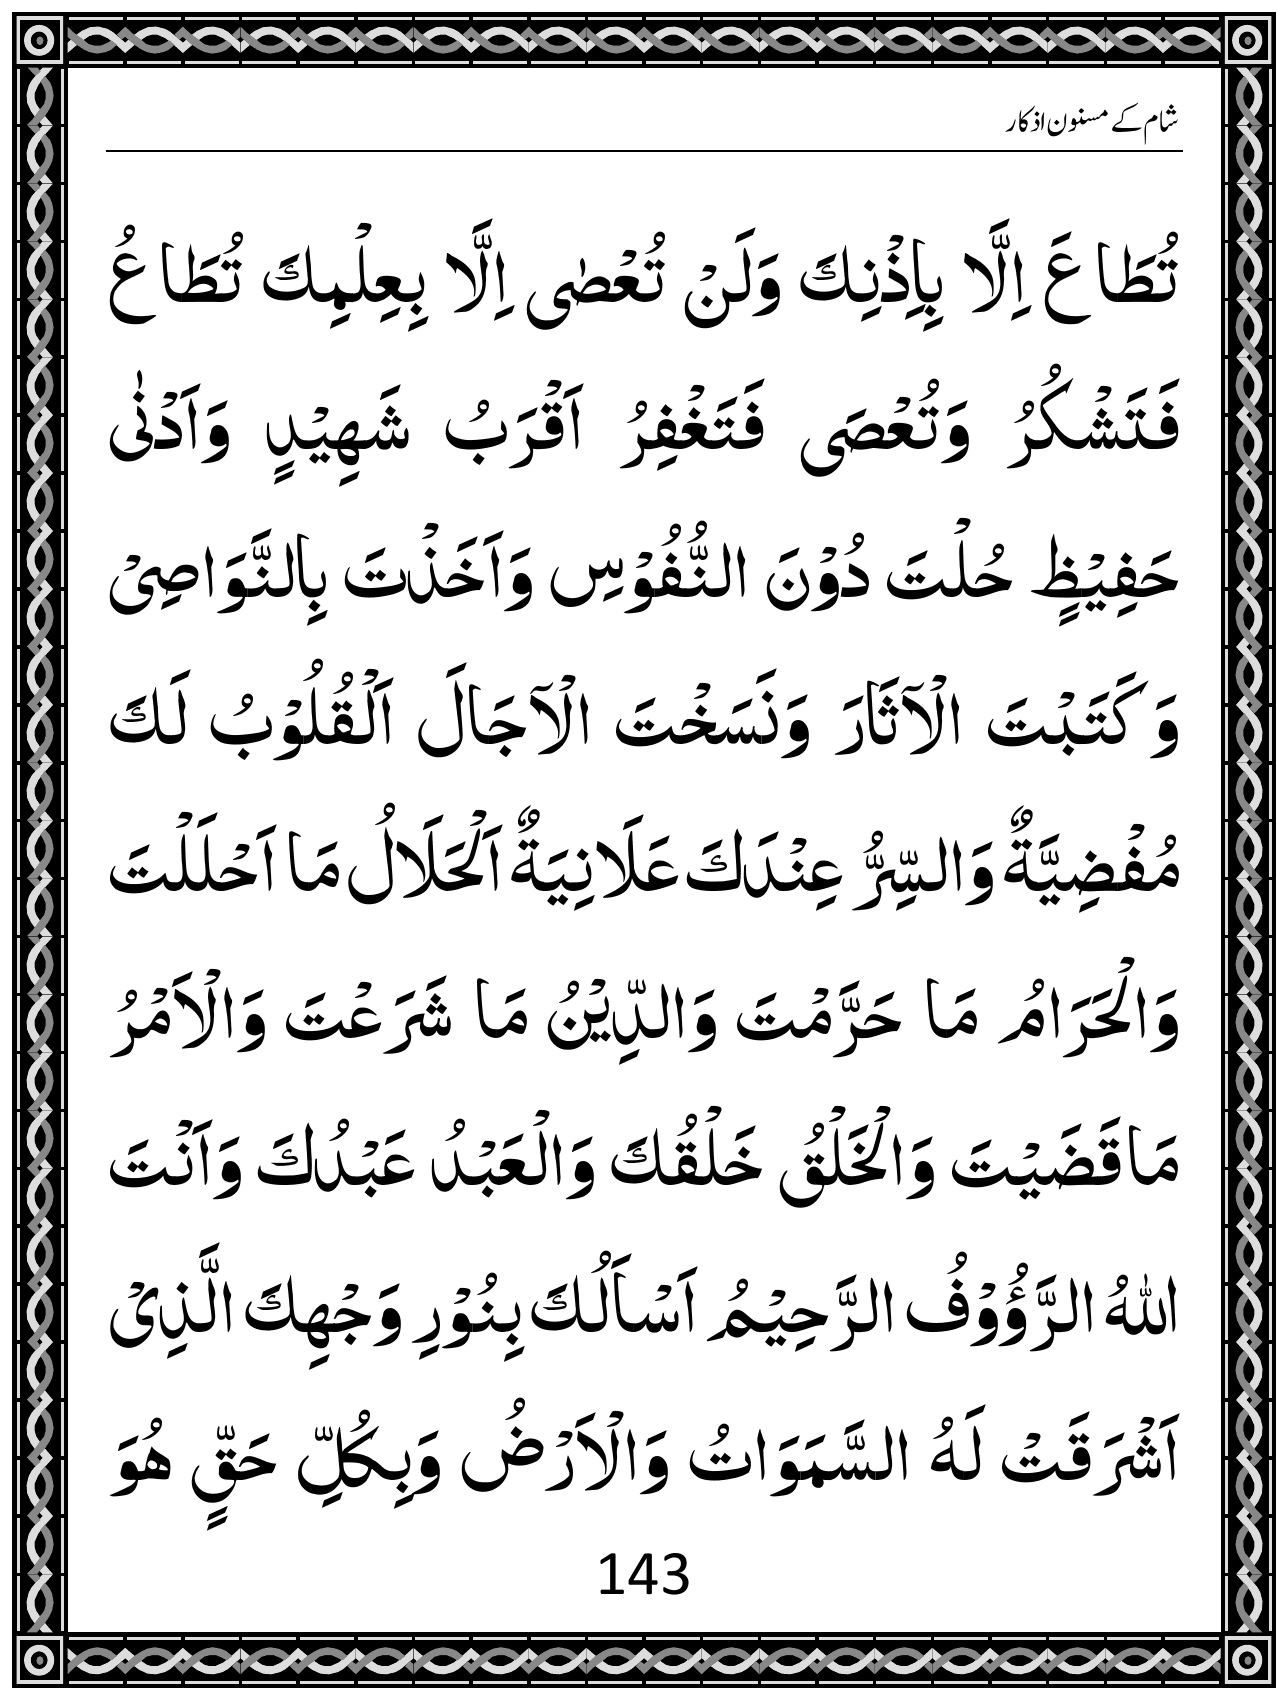 شام کے مسنون اذکار
تُطَاعَ اِلَّا بِاِذْنِكَ وَلَنْ تُعْصٰى اِلَّا بِعِلْمِكَ تُطَاعُ
فَتَشْكُرُ وَتُعْصَى فَتَغْفِرُ اَقْرَبُ شَهِيْدٍ وَاَدْنٰى
حَفِيْظٍ حُلْتَ دُوْنَ النُّفُوْسِ وَاَخَذْتَ بِالنَّوَاصِىْ
وَكَتَبْتَ الْآثَارَ وَنَسَخْتَ الْآجَالَ اَلْقُلُوْبُ لَكَ
مُفْضِيَّةٌ وَالسِّرُّ عِنْدَكَ عَلَانِيَةٌ اَلْحَلَالُ مَا اَحْلَلْتَ
وَالْحَرَامُ مَا حَرَّمْتَ وَالدِّيْنُ مَا شَرَعْتَ وَالْاَمْرُ
مَاقَضَيْتَ وَالْخَلْقُ خَلْقُكَ وَالْعَبْدُ عَبْدُكَ وَاَنْتَ
اللهُ الرَّؤُوْفُ الرَّحِيْمُ اَسْاَلُكَ بِنُوْرِ وَجْهِكَ الَّذِىْ
اَشْرَقَتْ لَهُ السَّمَوَاتُ وَالْاَرْضُ وَبِكُلِّ حَقٍّ هُوَ
143